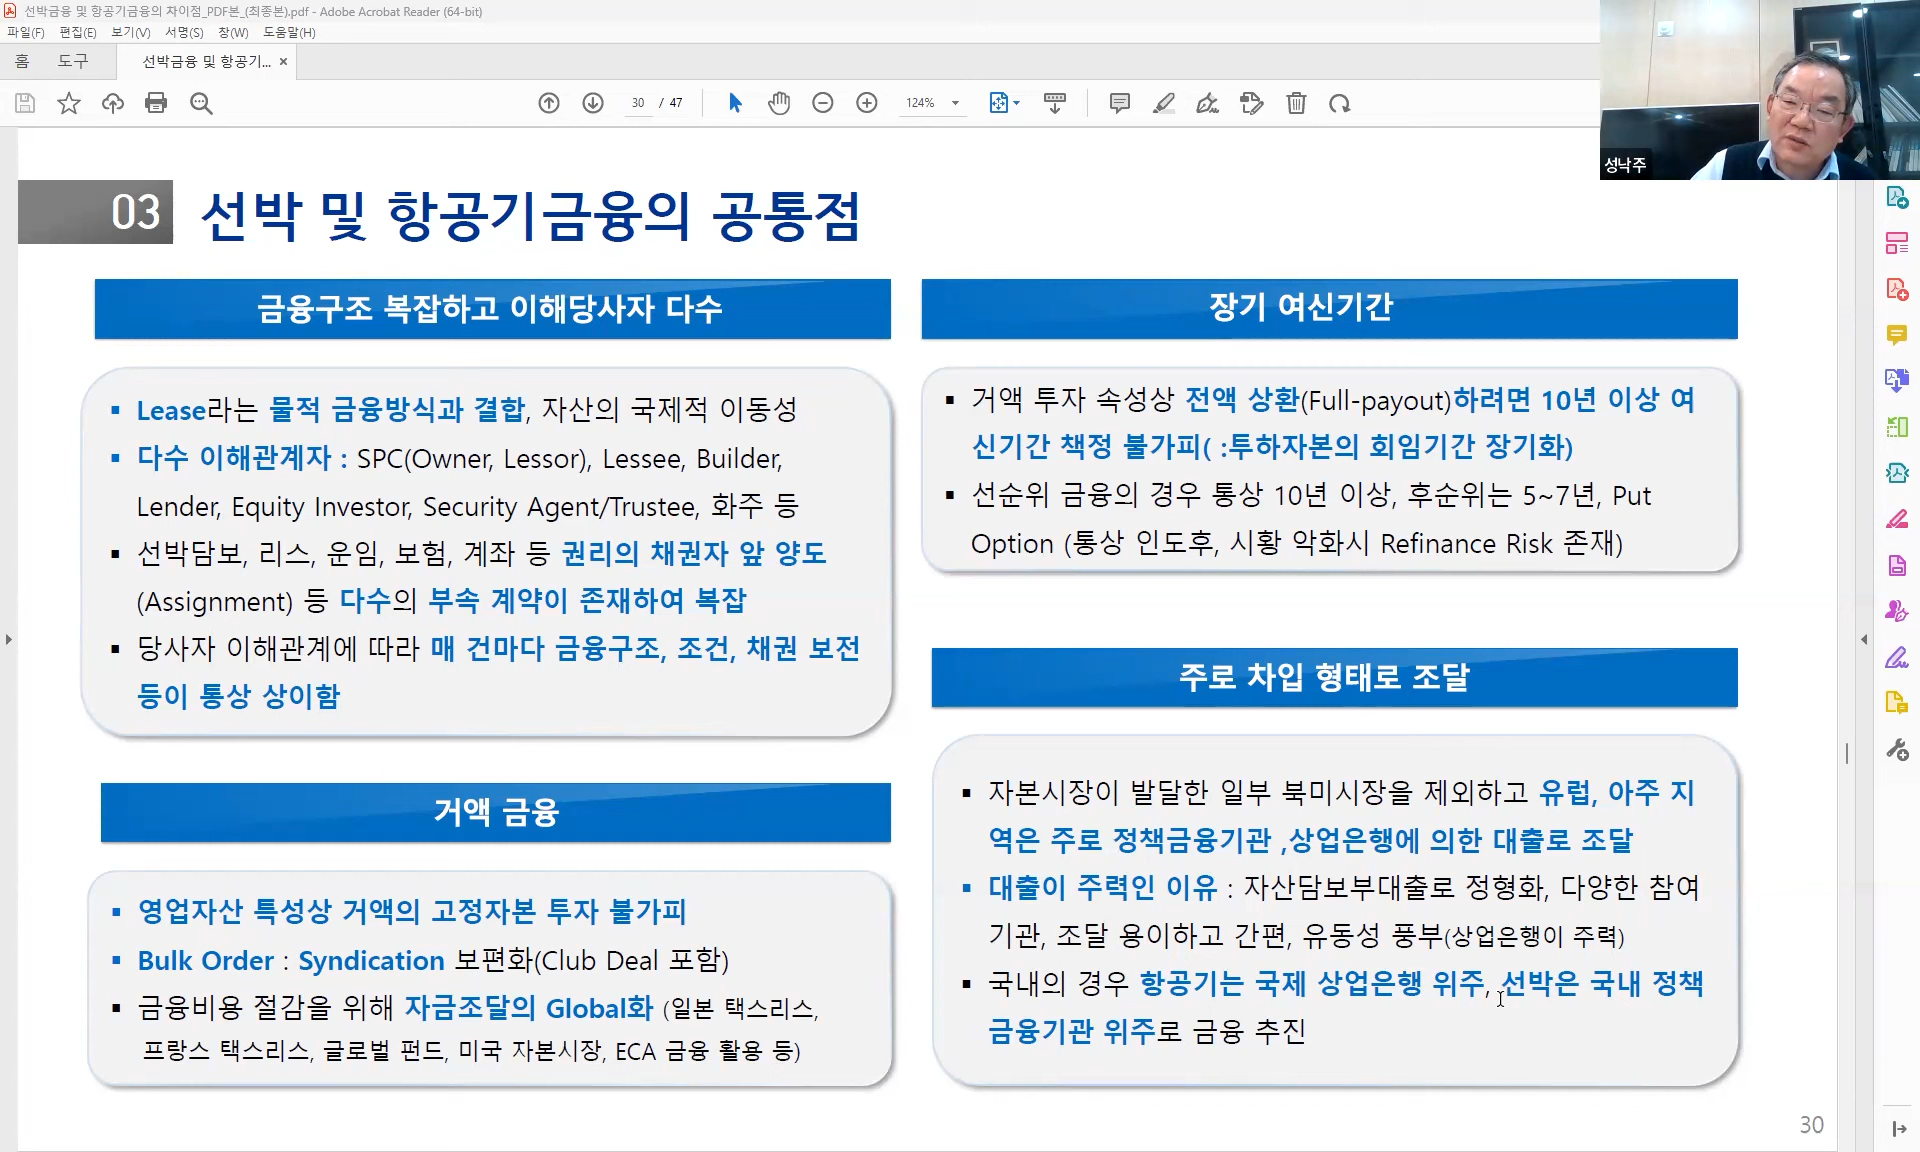 선박금융 및 항공기금융의 차이점_PDF본_(최종본).pdf - Adobe Acrobat Reader (64-bit)
파일(F) 편집(E) 보기(V) 서명(S) 창(W) 도움말(H)
홈 도구 선박금융 및 항공기... ×
30 / 47 124%
성낙주
03 선박 및 항공기금융의 공통점
금융구조 복잡하고 이해당사자 다수
▪ Lease라는 물적 금융방식과 결합, 자산의 국제적 이동성
▪ 다수 이해관계자 : SPC(Owner, Lessor), Lessee, Builder,
Lender, Equity Investor, Security Agent/Trustee, 화주 등
▪ 선박담보, 리스, 운임, 보험, 계좌 등 권리의 채권자 앞 양도
(Assignment) 등 다수의 부속 계약이 존재하여 복잡
▪ 당사자 이해관계에 따라 매 건마다 금융구조, 조건, 채권 보전
등이 통상 상이함
거액 금융
▪ 영업자산 특성상 거액의 고정자본 투자 불가피
▪ Bulk Order : Syndication 보편화(Club Deal 포함)
▪ 금융비용 절감을 위해 자금조달의 Global화 (일본 택스리스,
프랑스 택스리스, 글로벌 펀드, 미국 자본시장, ECA 금융 활용 등)
장기 여신기간
▪ 거액 투자 속성상 전액 상환(Full-payout)하려면 10년 이상 여
신기간 책정 불가피( :투하자본의 회임기간 장기화)
▪ 선순위 금융의 경우 통상 10년 이상, 후순위는 5~7년, Put
Option (통상 인도후, 시황 악화시 Refinance Risk 존재)
주로 차입 형태로 조달
▪ 자본시장이 발달한 일부 북미시장을 제외하고 유럽, 아주 지
역은 주로 정책금융기관 ,상업은행에 의한 대출로 조달
▪ 대출이 주력인 이유 : 자산담보부대출로 정형화, 다양한 참여
기관, 조달 용이하고 간편, 유동성 풍부(상업은행이 주력)
▪ 국내의 경우 항공기는 국제 상업은행 위주, 선박은 국내 정책
금융기관 위주로 금융 추진
30